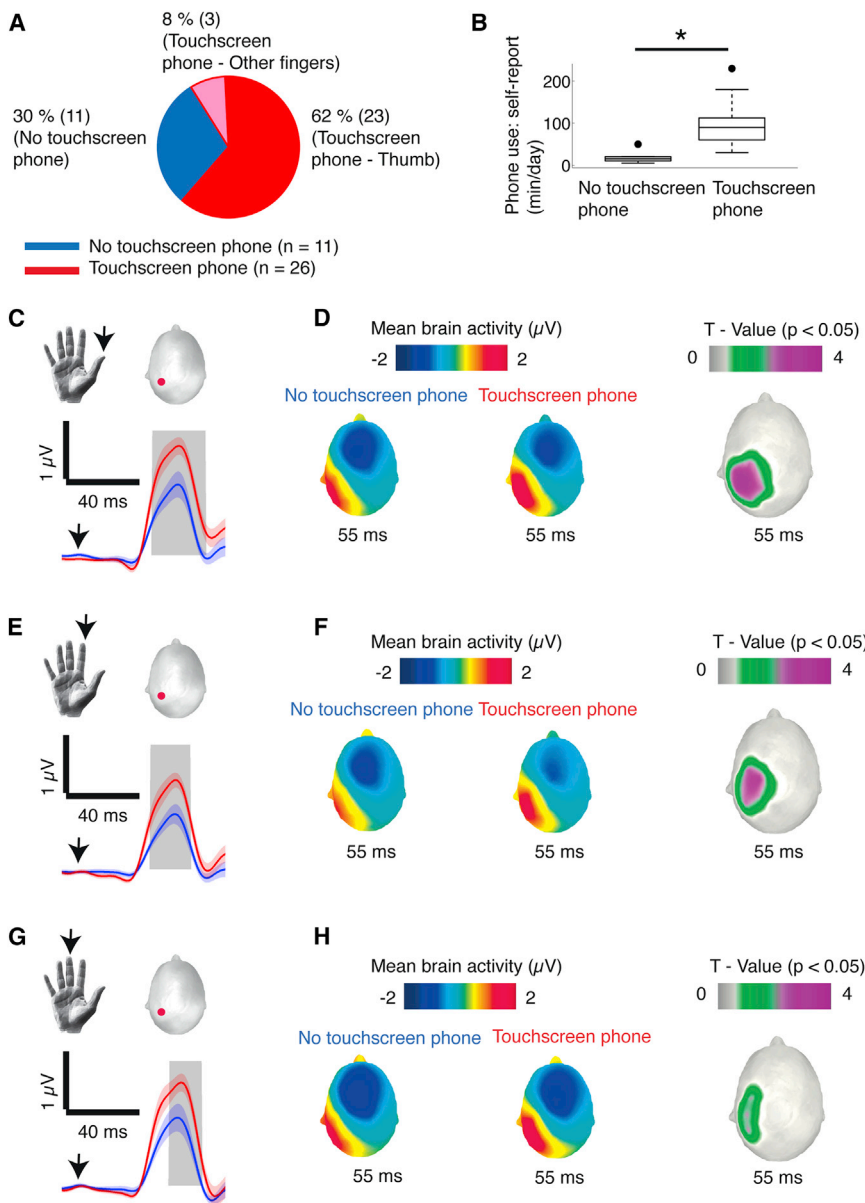 A
8 % (3)
(Touchscreen
phone - Other fingers)
30 % (11)
(No touchscreen
phone)
62 % (23)
(Touchscreen
phone - Thumb)
No touchscreen phone (n = 11)
Touchscreen phone (n = 26)
B
*
Phone use: self-report
(min/day)
200
100
0
No touchscreen
phone
Touchscreen
phone
C
1 µV
40 ms
D
Mean brain activity (µV)
-2
2
No touchscreen phone
Touchscreen phone
55 ms
55 ms
T - Value (p < 0.05)
0
4
55 ms
E
1 µV
40 ms
F
Mean brain activity (µV)
-2
2
No touchscreen phone
Touchscreen phone
55 ms
55 ms
T - Value (p < 0.05)
0
4
55 ms
G
1 µV
40 ms
H
Mean brain activity (µV)
-2
2
No touchscreen phone
Touchscreen phone
55 ms
55 ms
T - Value (p < 0.05)
0
4
55 ms